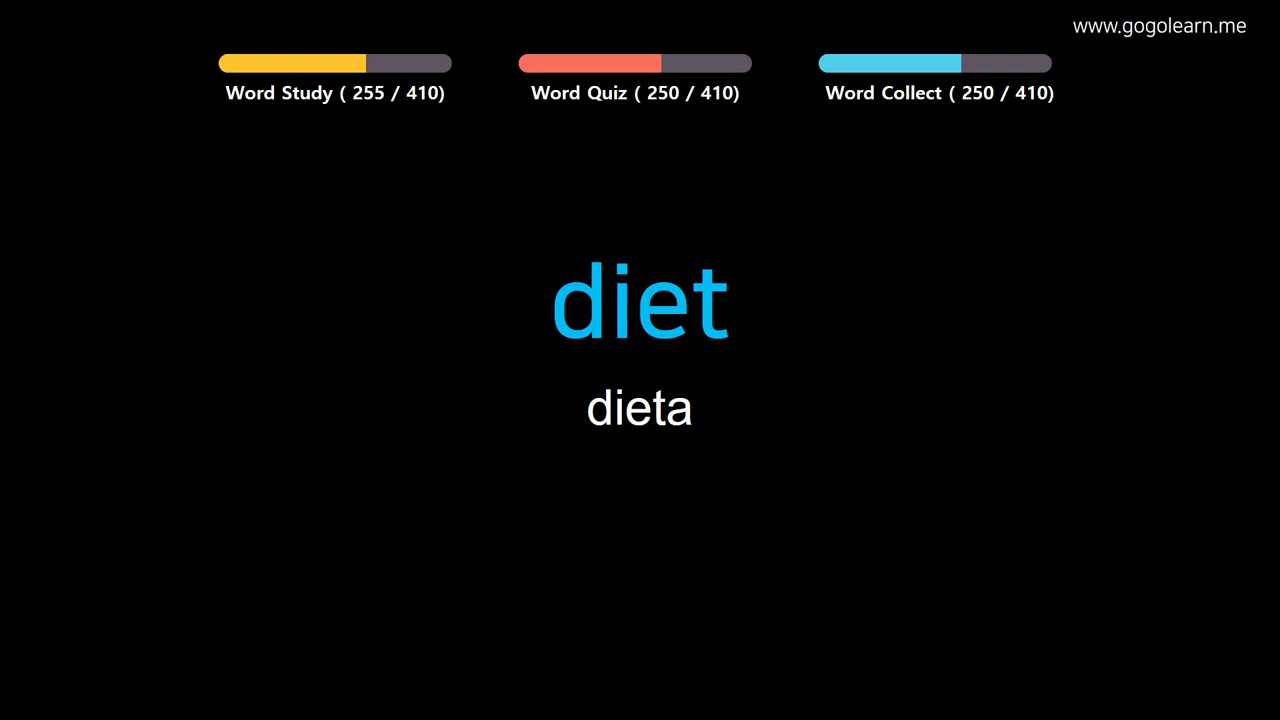 www.gogolearn.me
Word Study ( 255 / 410)
Word Quiz ( 250 / 410)
Word Collect ( 250 / 410)
diet
dieta